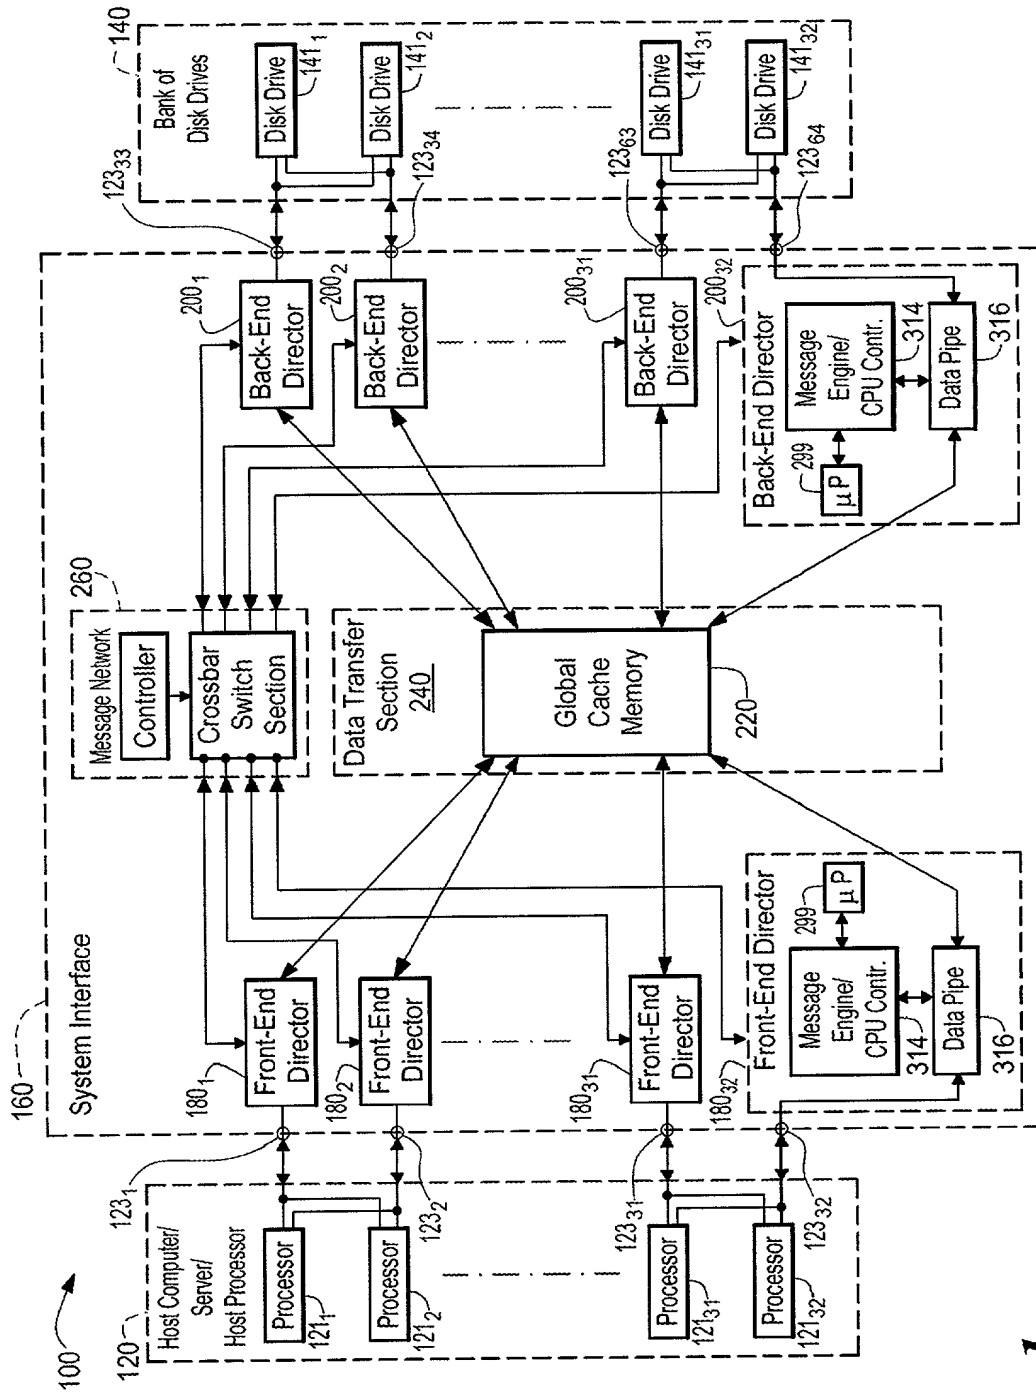 100
120
Host Computer/
Server/
Host Processor
Processor
121₁
Processor
121₂
Processor
121₃₁
Processor
121₃₂
123₁
123₂
123₃₁
123₃₂
160
System Interface
180₁
Front-End
Director
180₂
Front-End
Director
180₃₁
Front-End
Director
180₃₂
Front-End Director
Message
Engine/
CPU Contr.
314
299
μP
Data Pipe
316
Message Network
260
Controller
Crossbar
Switch
Section
Data Transfer
Section
240
Global
Cache
Memory
220
200₁
Back-End
Director
200₂
Back-End
Director
200₃₁
Back-End
Director
200₃₂
Back-End Director
299
μP
Message
Engine/
CPU Contr.
314
Data Pipe
316
123₃₃
123₃₄
123₆₃
123₆₄
140
Bank of
Disk Drives
Disk Drive
141₁
Disk Drive
141₂
Disk Drive
141₃₁
Disk Drive
141₃₂